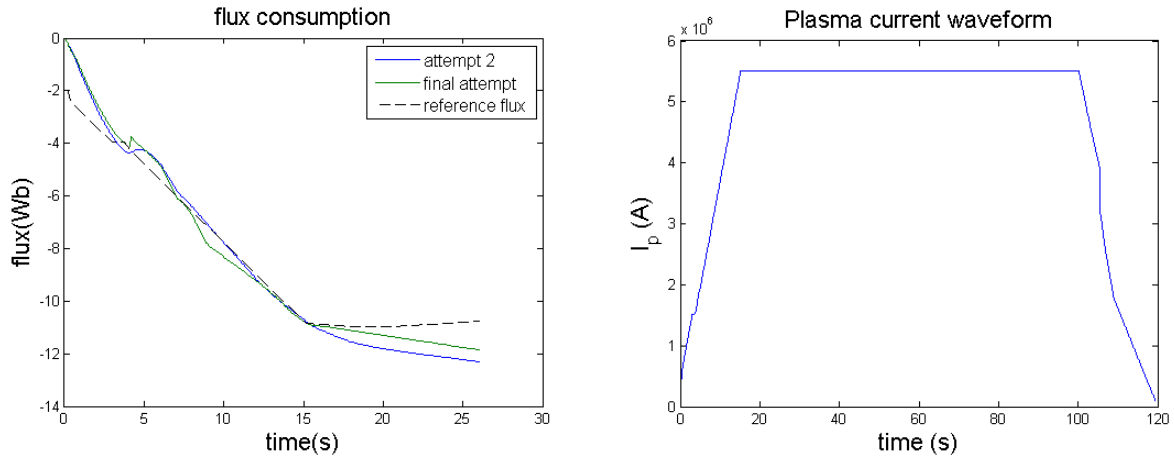 flux consumption
0
-2
-4
-6
-8
-10
-12
-14
0
5
10
15
20
25
30
flux(Wb)
time(s)
attempt 2
final attempt
reference flux
Plasma current waveform
x 10^6
6
5
4
3
2
1
0
0
20
40
60
80
100
120
I_p (A)
time (s)